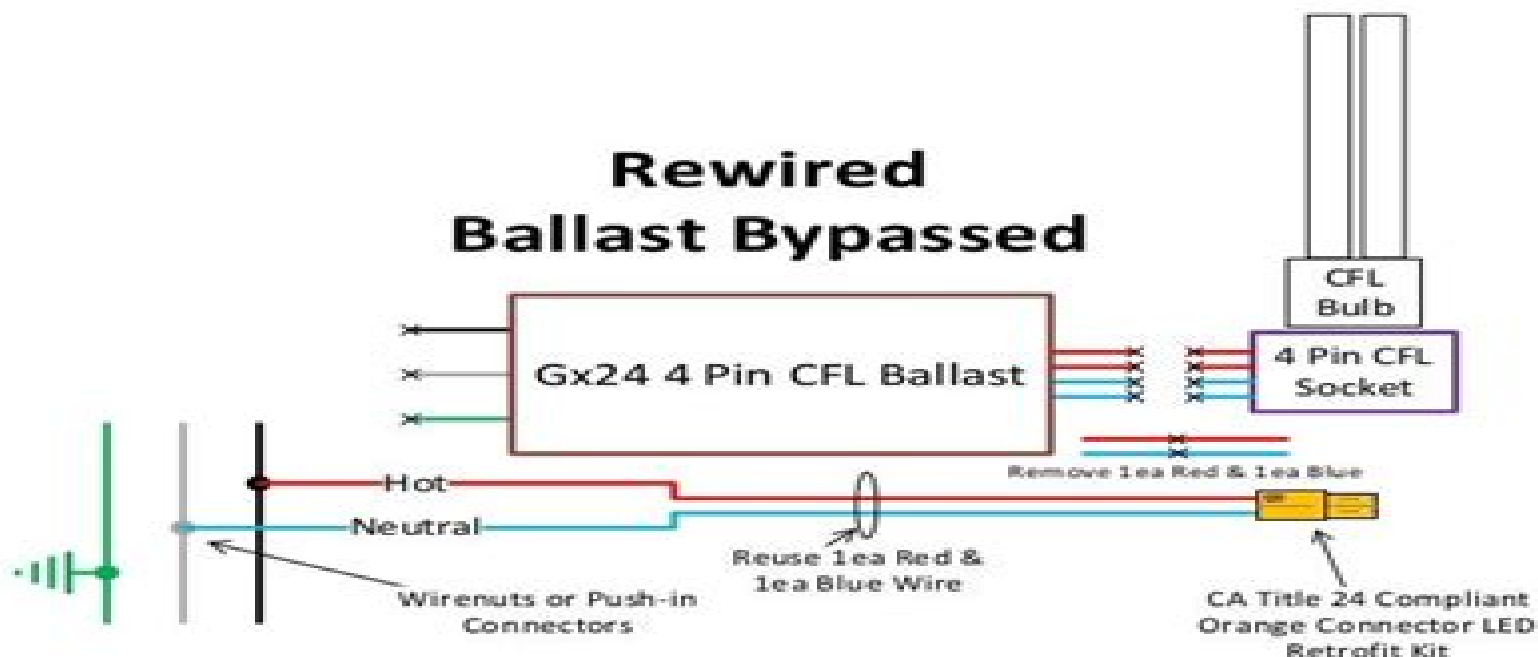 Rewired
Ballast Bypassed
CFL
Bulb
Gx24 4 Pin CFL Ballast
4 Pin CFL
Socket
Remove 1ea Red & 1ea Blue
Hot
Neutral
Reuse 1ea Red &
1ea Blue Wire
Wirenuts or Push-in
Connectors
CA Title 24 Compliant
Orange Connector LED
Retrofit Kit